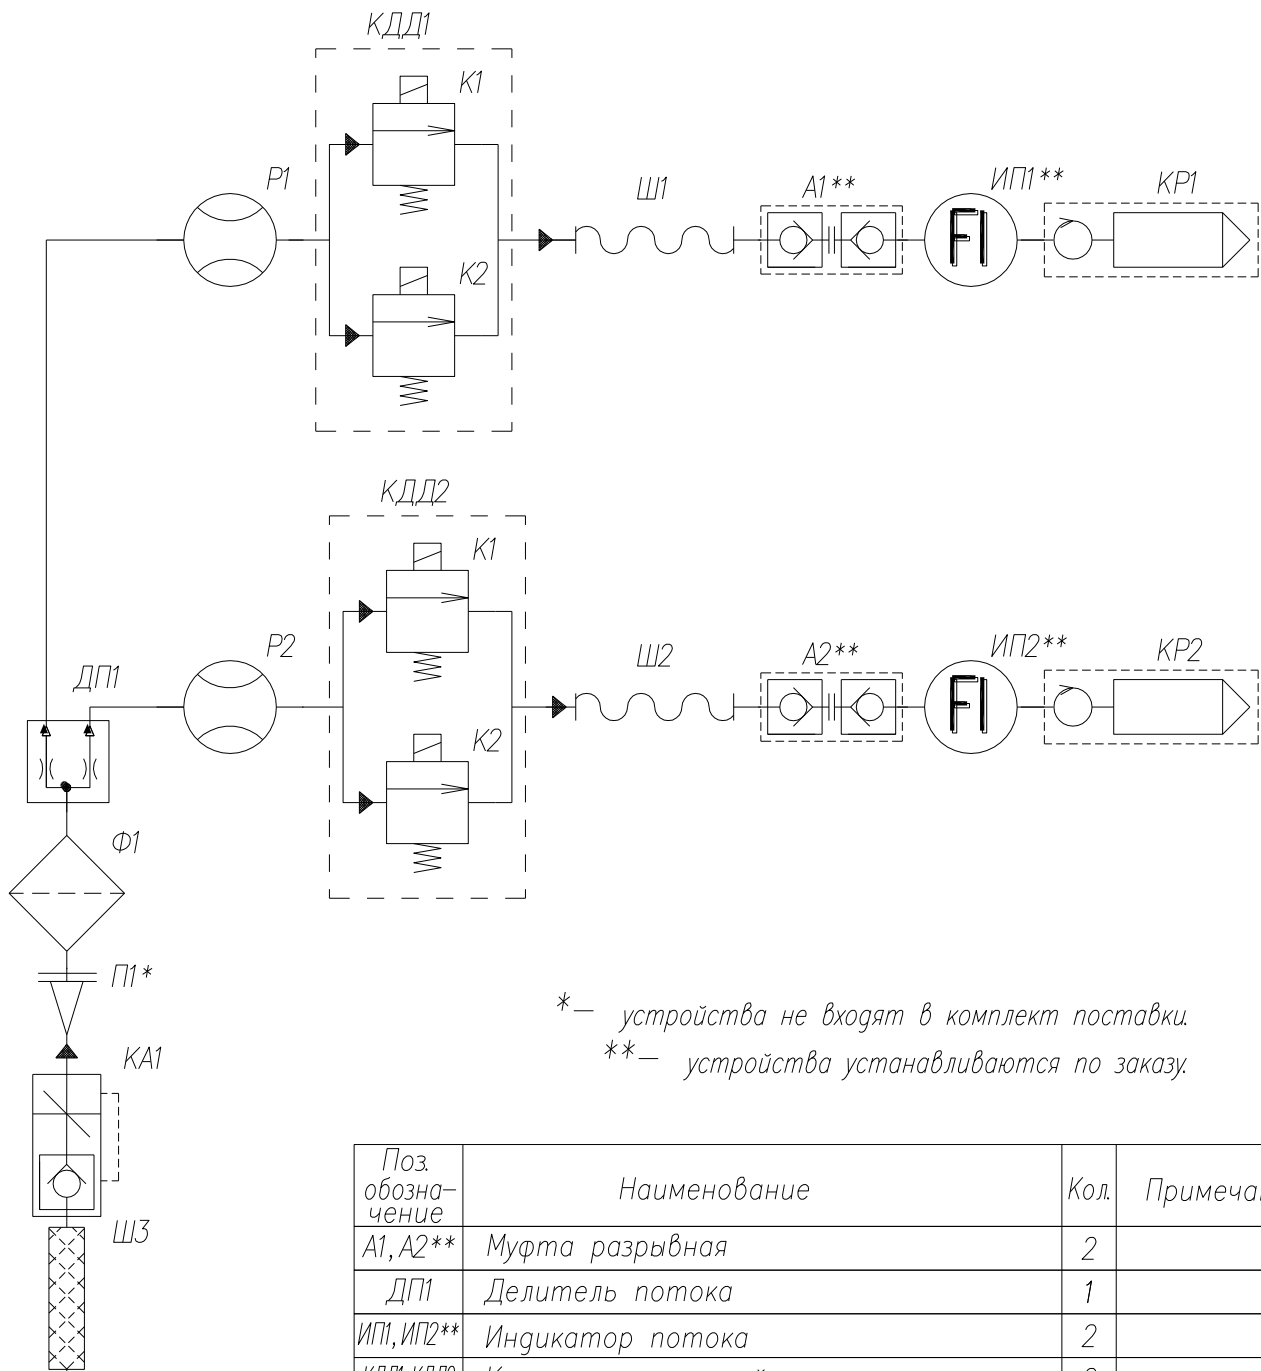 КДД1
К1
Р1
Ш1
А1**
ИП1**
КР1
FI
К2
КДД2
К1
Р2
Ш2
А2**
ИП2**
КР2
ДП1
FI
К2
Ф1
П1*
*– устройства не входят в комплект поставки.
**– устройства устанавливаются по заказу.
КА1
Ш3
Поз. обозна-чение Наименование Кол. 
А1, А2** Муфта разрывная 2
ДП1 Делитель потока 1
ИП1, ИП2** Индикатор потока 2